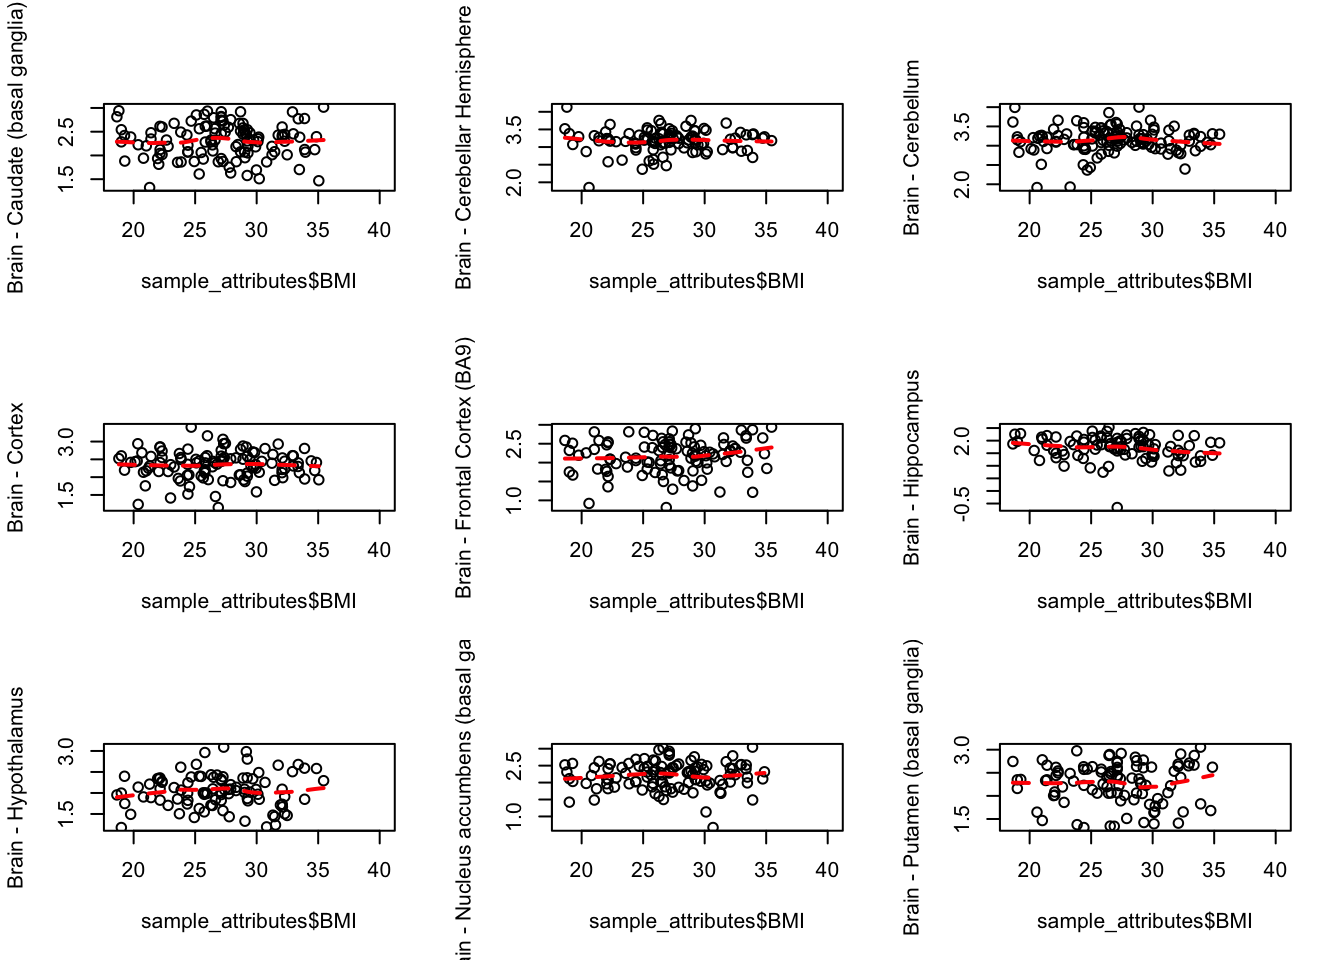 Brain - Caudate (basal ganglia)
2.5
1.5
20 25 30 35 40
sample_attributes$BMI
Brain - Cerebellar Hemisphere
3.5
2.0
20 25 30 35 40
sample_attributes$BMI
Brain - Cerebellum
3.5
2.0
20 25 30 35 40
sample_attributes$BMI
Brain - Cortex
3.0
1.5
20 25 30 35 40
sample_attributes$BMI
Brain - Frontal Cortex (BA9)
2.5
1.0
20 25 30 35 40
sample_attributes$BMI
Brain - Hippocampus
2.0
-0.5
20 25 30 35 40
sample_attributes$BMI
Brain - Hypothalamus
3.0
1.5
20 25 30 35 40
sample_attributes$BMI
ain - Nucleus accumbens (basal ga
2.5
1.0
20 25 30 35 40
sample_attributes$BMI
Brain - Putamen (basal ganglia)
3.0
1.5
20 25 30 35 40
sample_attributes$BMI